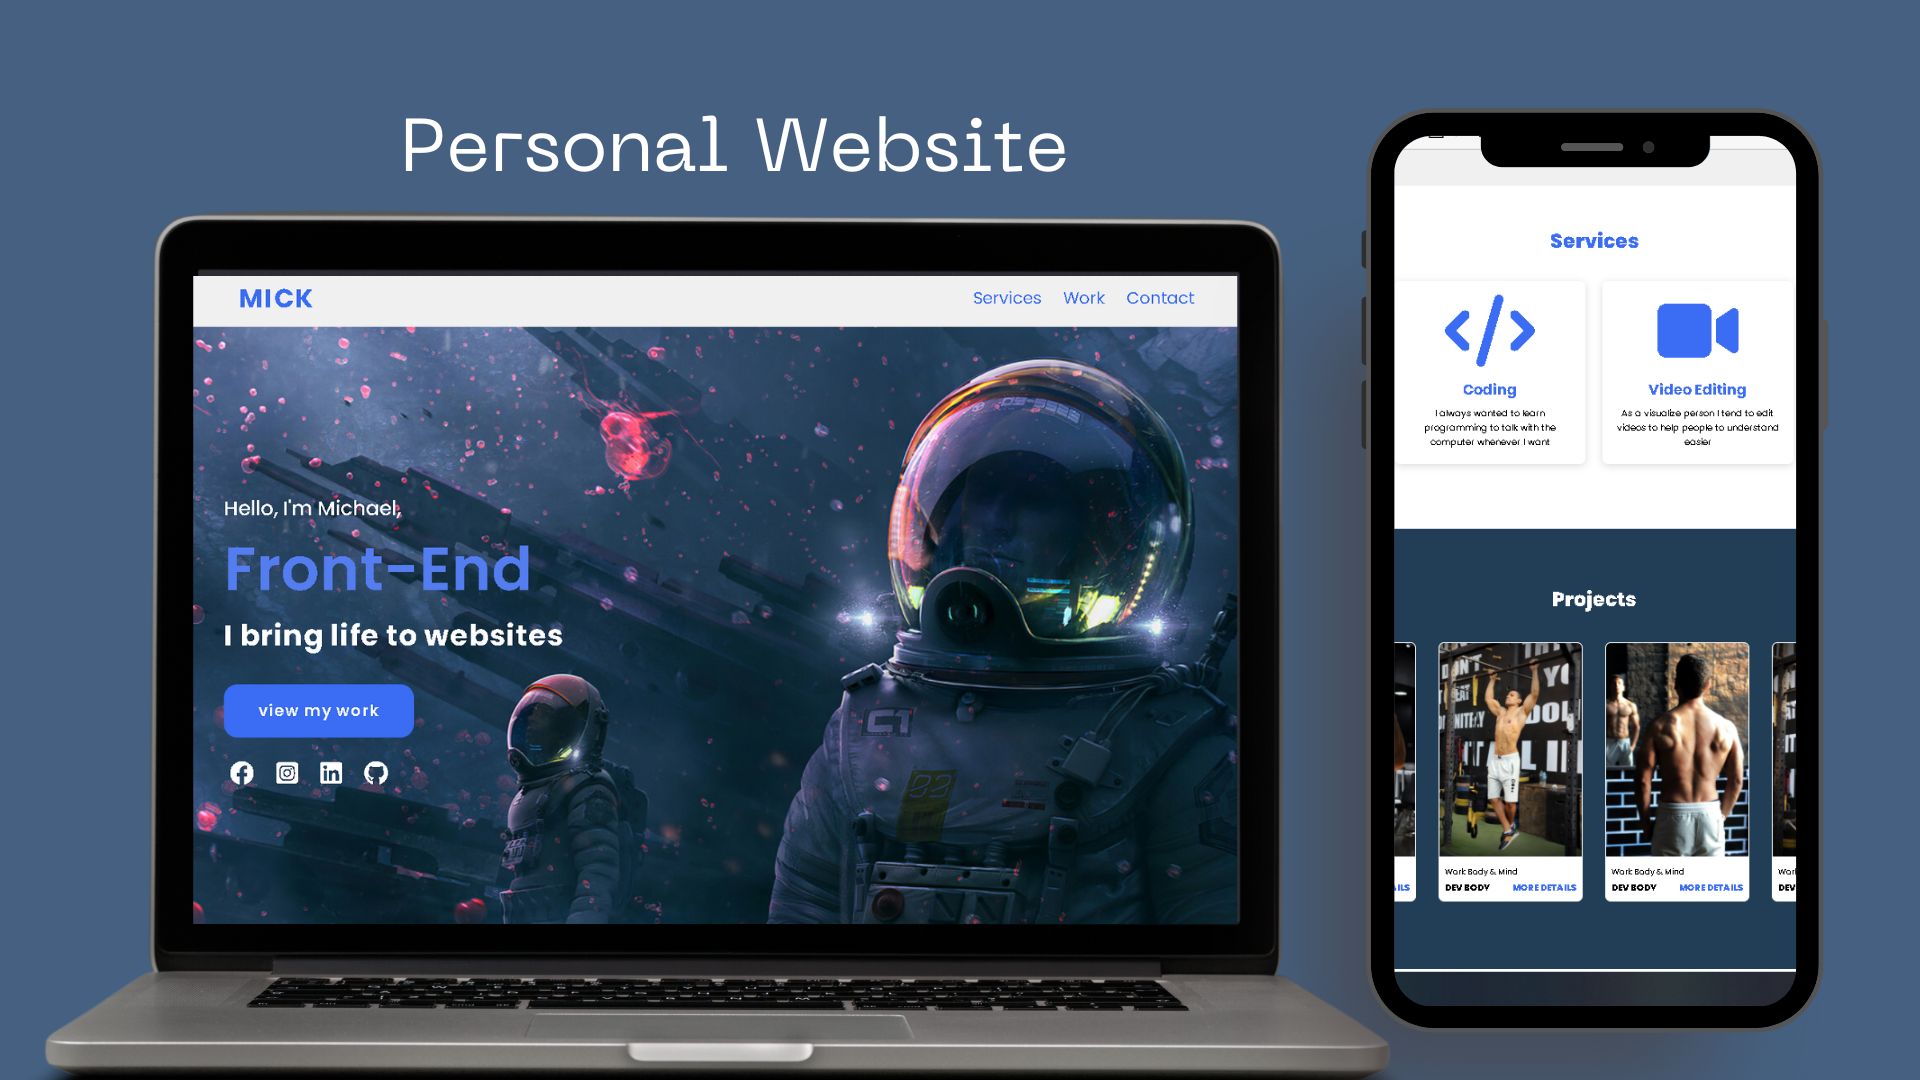 Personal Website
MICK
Services Work Contact
Hello, I'm Michael,
Front-End
I bring life to websites
view my work
C1
Services
Coding
I always wanted to learn
programming to talk with the
computer whenever I want
Video Editing
As a visualize person I tend to edit
videos to help people to understand
easier
Projects
Work Body & Mind
DEV BODY MORE DETAILS
Work Body & Mind
DEV BODY MORE DETAILS